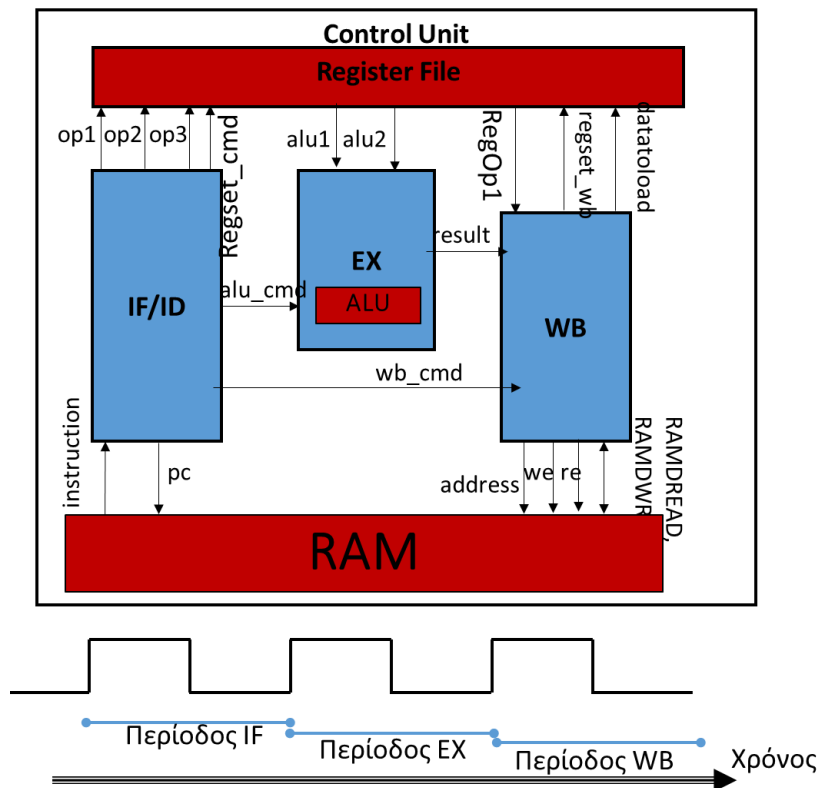 Control Unit
Register File
op1 op2 op3
Regset_cmd
alu1 alu2
RegOp1
regset_wb
datatoload
result
EX
IF/ID
alu_cmd
ALU
WB
wb_cmd
instruction
pc
address
we re
RAMDREAD,
RAMDWR
RAM
Περίοδος IF
Περίοδος EX
Περίοδος WB
Χρόνος